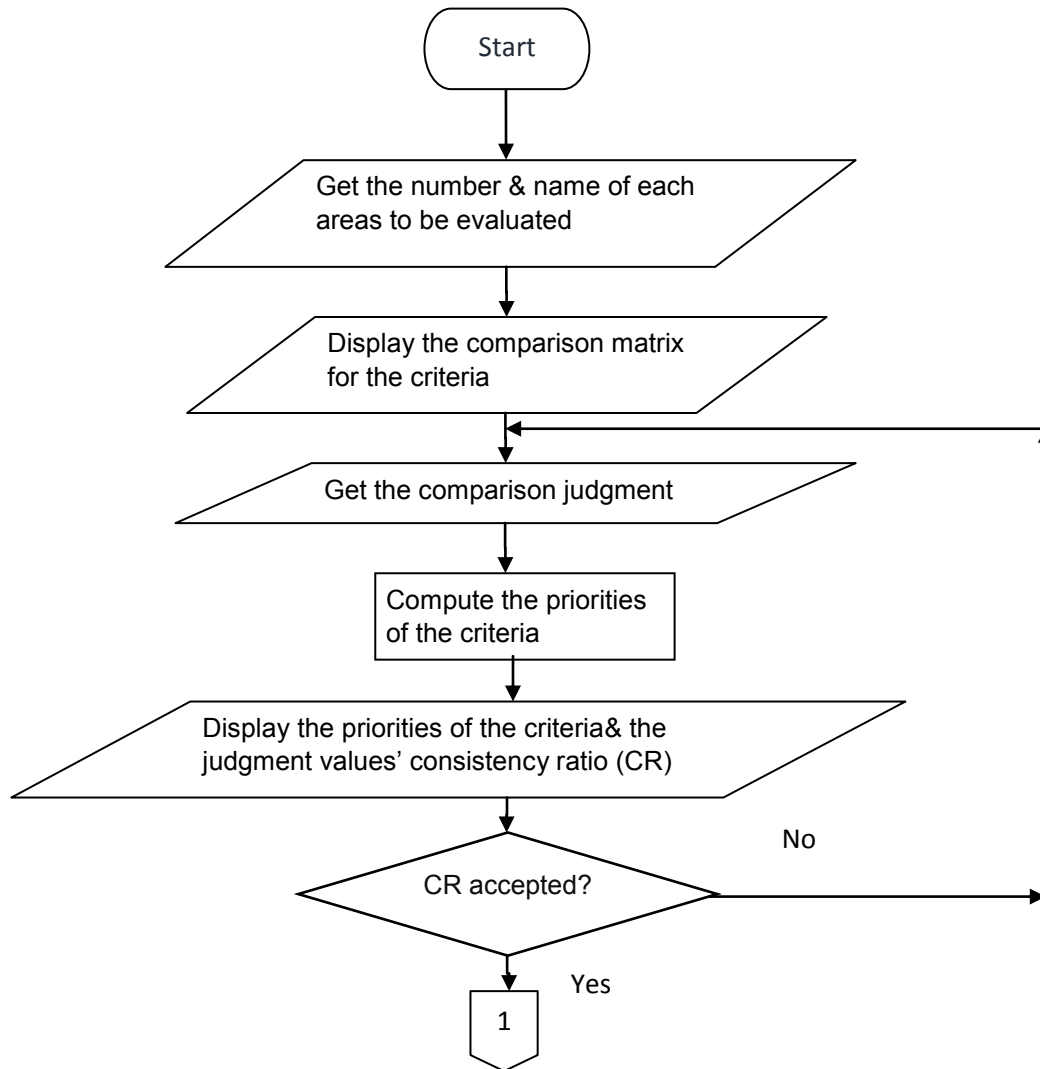 Start
Get the number & name of each
areas to be evaluated
Display the comparison matrix
for the criteria
Get the comparison judgment
Compute the priorities
of the criteria
Display the priorities of the criteria& the
judgment values’ consistency ratio (CR)
No
CR accepted?
Yes
1